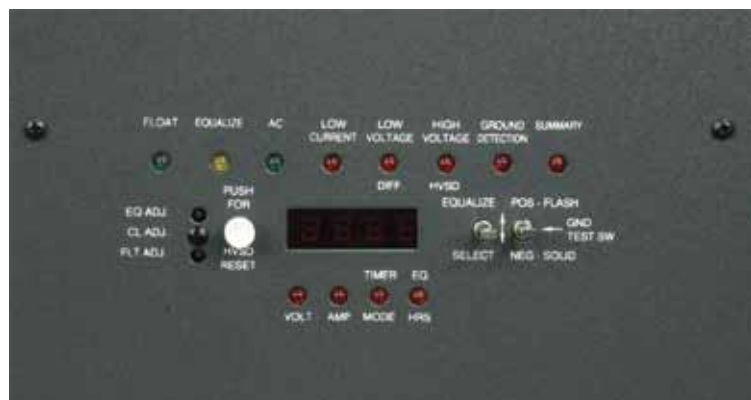 FLOAT
EQUALIZE
AC
LOW CURRENT
LOW VOLTAGE
HIGH VOLTAGE
GROUND DETECTION
SUMMARY
DIFF
HVSD
PUSH FOR
HVSD RESET
EQ ADJ.
CL ADJ.
FLT ADJ.
EQUALIZE
POS - FLASH
GND TEST SW
SELECT
NEG - SOLID
TIMER
EQ
VOLT
AMP
MODE
HRS